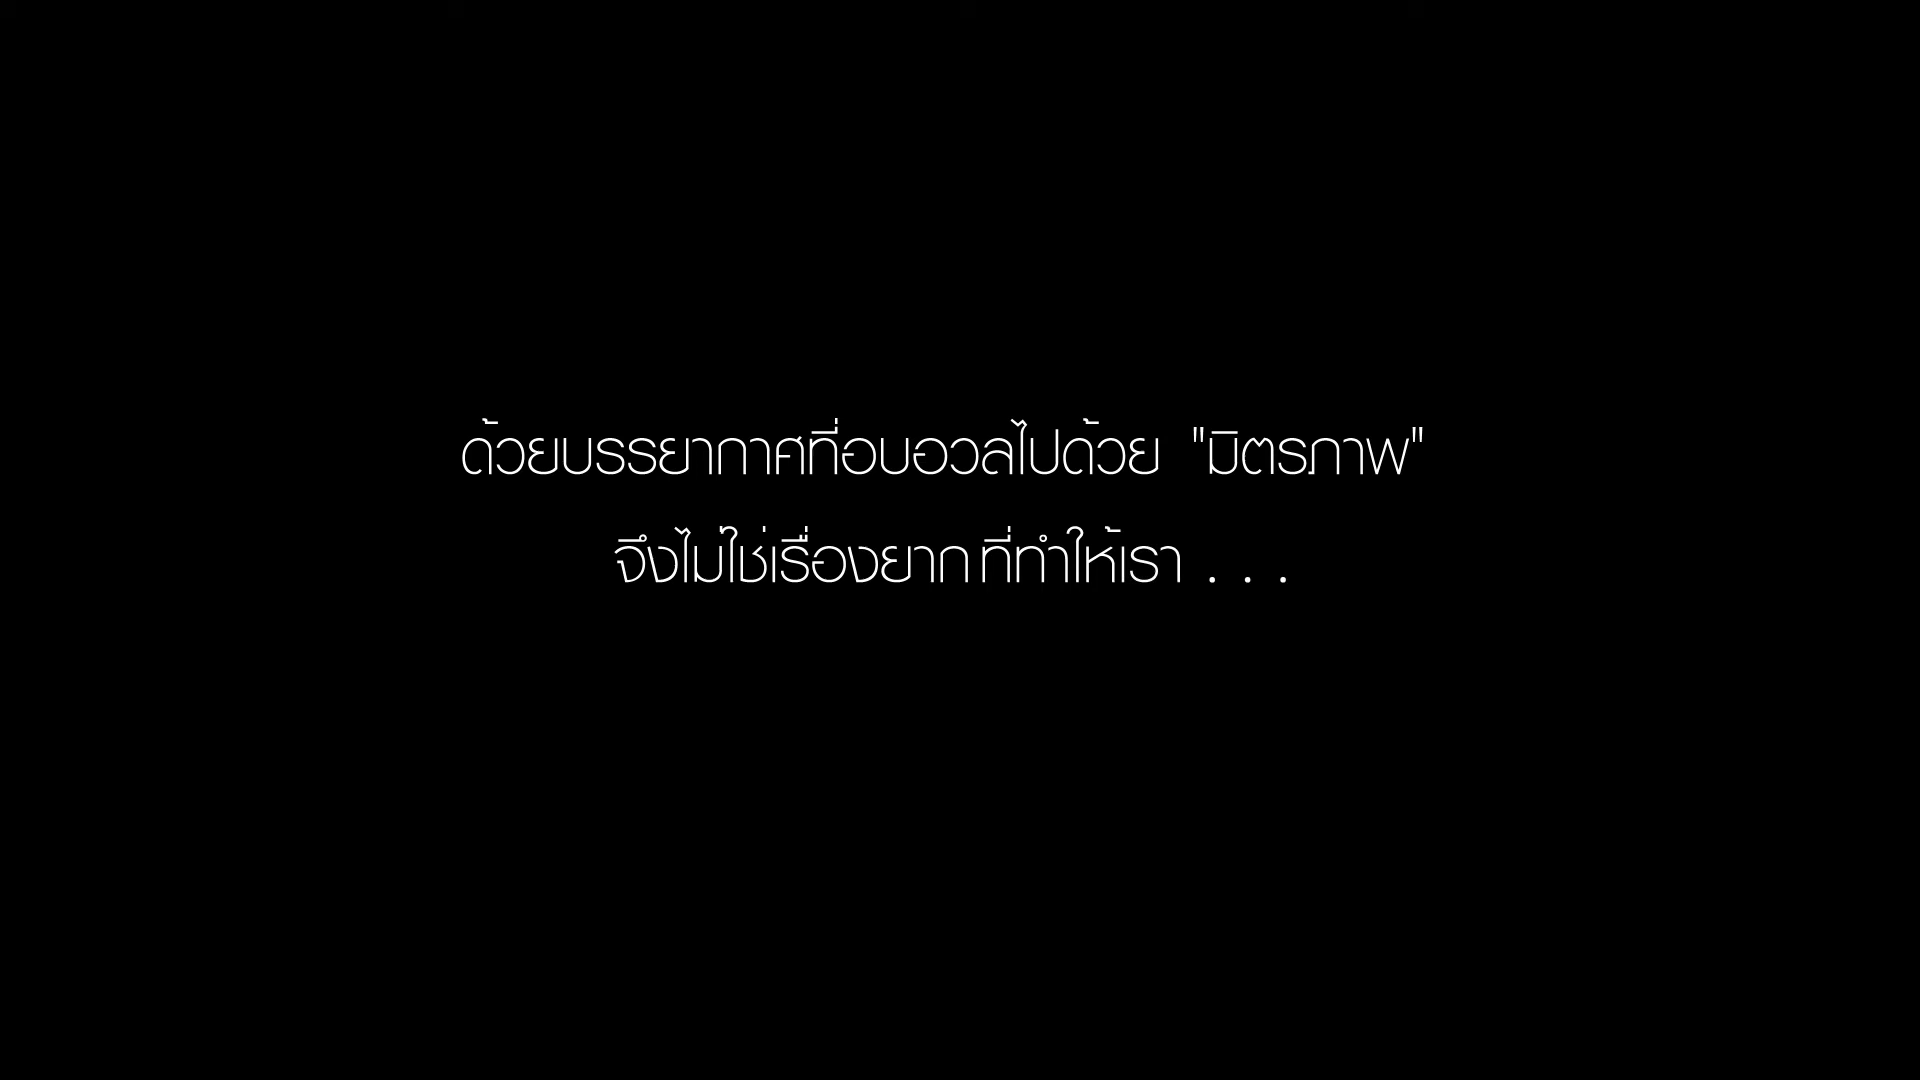 ด้วยบรรยากาศที่อบอวลไปด้วย "มิตรภาพ"
จึงไม่ใช่เรื่องยาก ที่ทำให้เรา . . .